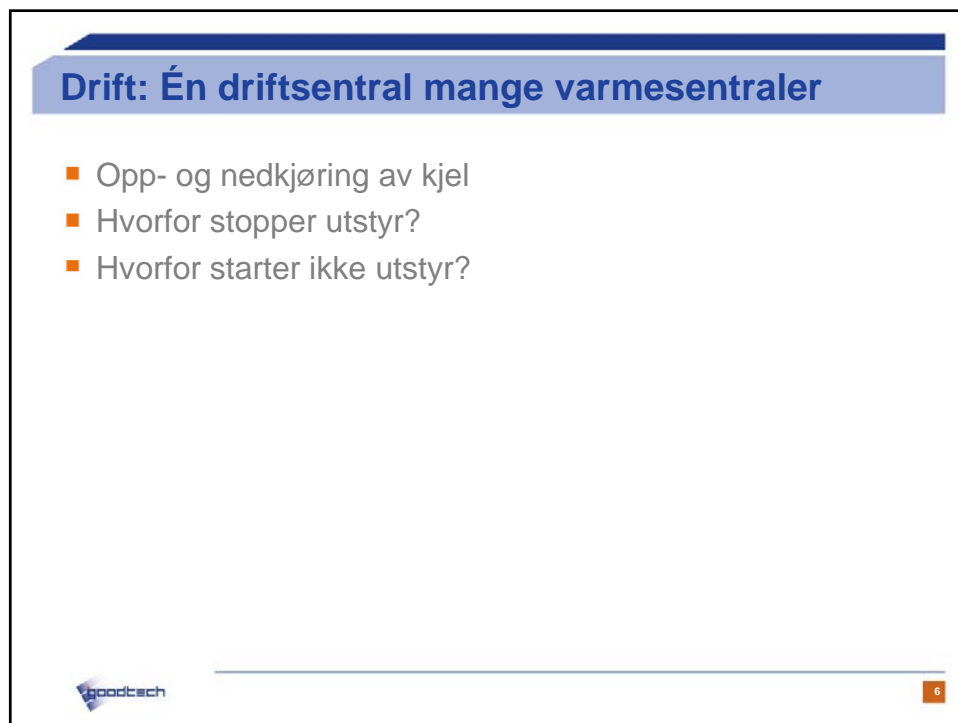 Drift: Én driftsentral mange varmesentraler
Opp- og nedkjøring av kjel
Hvorfor stopper utstyr?
Hvorfor starter ikke utstyr?
goodtech
6